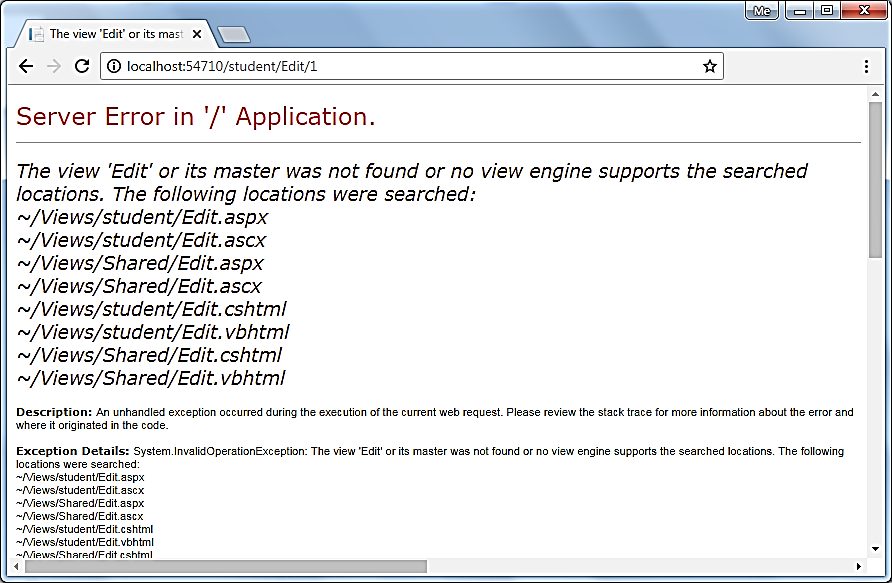 Me
The view 'Edit' or its mast
localhost:54710/student/Edit/1
Server Error in '/' Application.
The view 'Edit' or its master was not found or no view engine supports the searched
locations. The following locations were searched:
~/Views/student/Edit.aspx
~/Views/student/Edit.ascx
~/Views/Shared/Edit.aspx
~/Views/Shared/Edit.ascx
~/Views/student/Edit.cshtml
~/Views/student/Edit.vbhtml
~/Views/Shared/Edit.cshtml
~/Views/Shared/Edit.vbhtml
Description: An unhandled exception occurred during the execution of the current web request. Please review the stack trace for more information about the error and
where it originated in the code.
Exception Details: System.InvalidOperationException: The view 'Edit' or its master was not found or no view engine supports the searched locations. The following
locations were searched:
~/Views/student/Edit.aspx
~/Views/student/Edit.ascx
~/Views/Shared/Edit.aspx
~/Views/Shared/Edit.ascx
~/Views/student/Edit.cshtml
~/Views/student/Edit.vbhtml
~/Views/Shared/Edit.cshtml